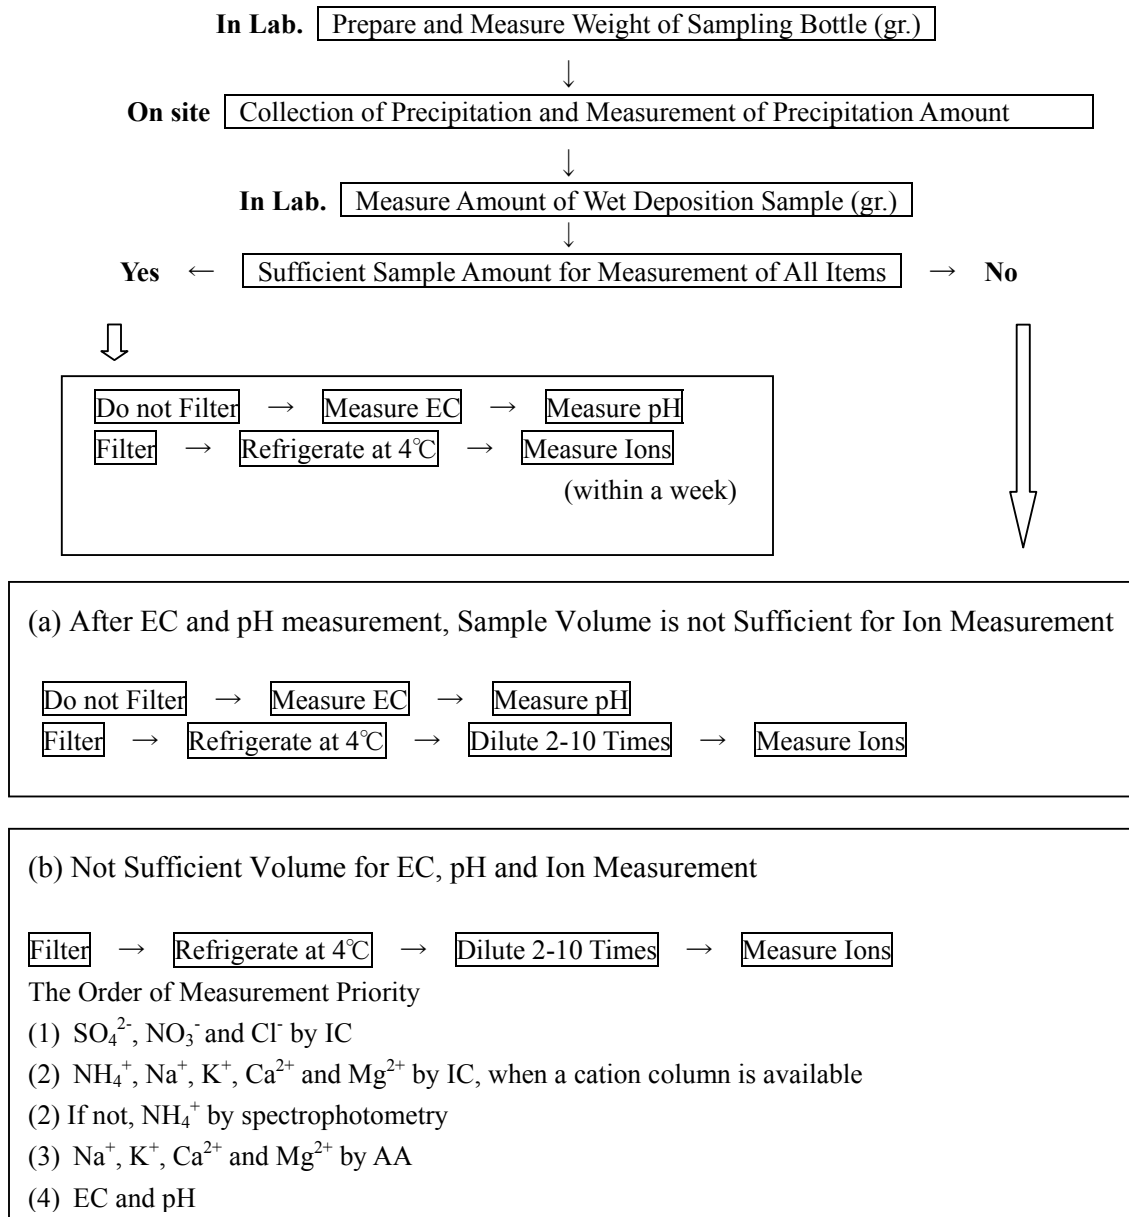 In Lab. Prepare and Measure Weight of Sampling Bottle (gr.)
↓
On site Collection of Precipitation and Measurement of Precipitation Amount
↓
In Lab. Measure Amount of Wet Deposition Sample (gr.)
↓
Yes ← Sufficient Sample Amount for Measurement of All Items → No
Do not Filter → Measure EC → Measure pH
Filter → Refrigerate at 4℃ → Measure Ions
(within a week)
(a) After EC and pH measurement, Sample Volume is not Sufficient for Ion Measurement
Do not Filter → Measure EC → Measure pH
Filter → Refrigerate at 4℃ → Dilute 2-10 Times → Measure Ions
(b) Not Sufficient Volume for EC, pH and Ion Measurement
Filter → Refrigerate at 4℃ → Dilute 2-10 Times → Measure Ions
The Order of Measurement Priority
(1) SO₄²⁻, NO₃⁻ and Cl⁻ by IC
(2) NH₄⁺, Na⁺, K⁺, Ca²⁺ and Mg²⁺ by IC, when a cation column is available
(2) If not, NH₄⁺ by spectrophotometry
(3) Na⁺, K⁺, Ca²⁺ and Mg²⁺ by AA
(4) EC and pH